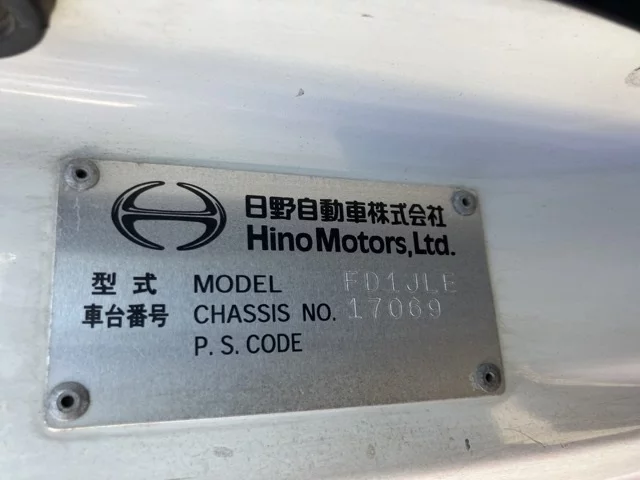 日野自動車株式会社
Hino Motors, Ltd.
型式 MODEL FD1JLE
車台番号 CHASSIS NO. 17069
P. S. CODE